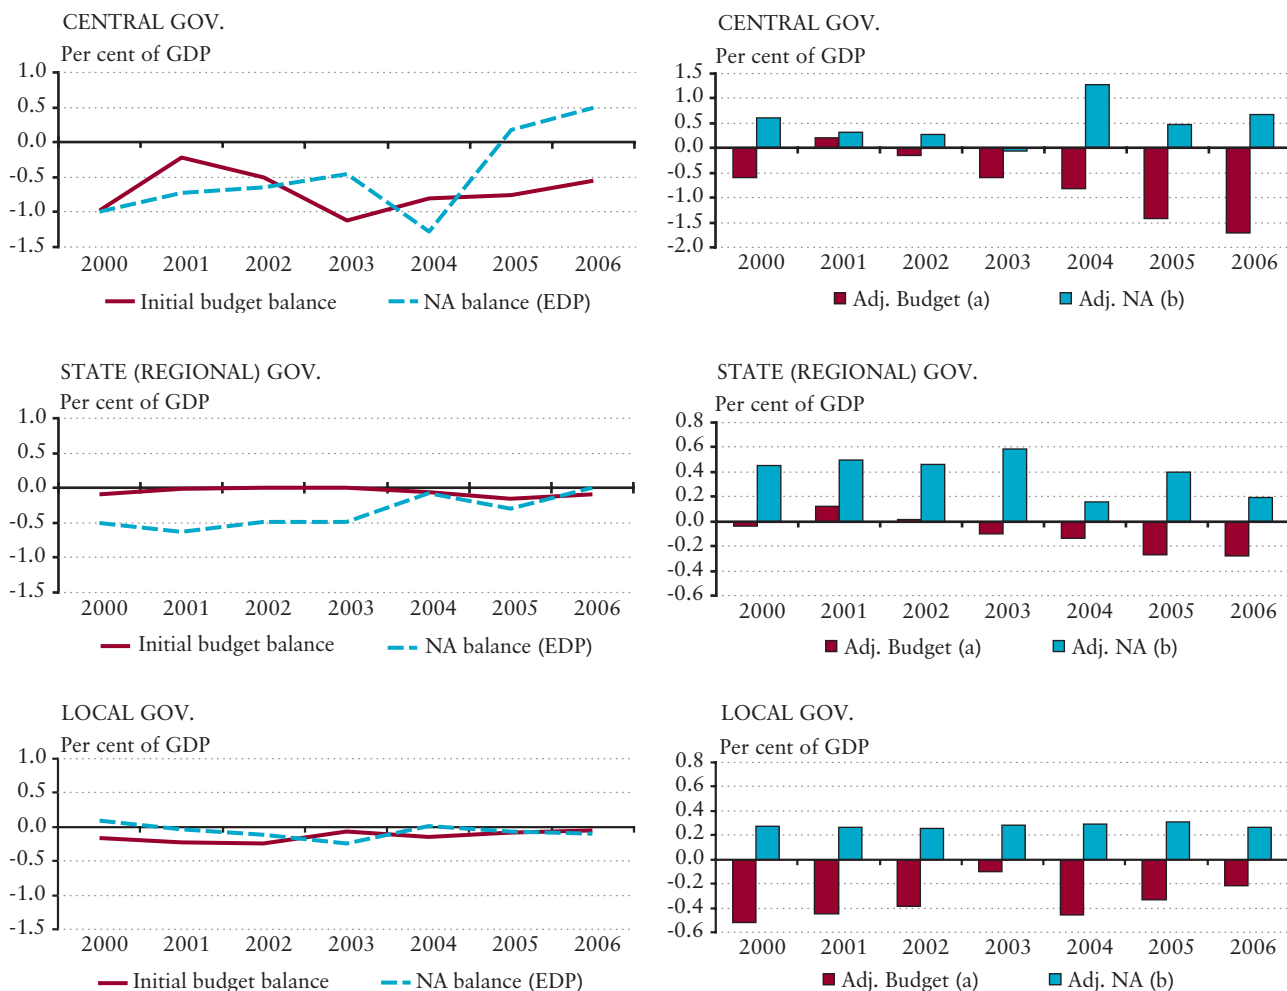 CENTRAL GOV.
Per cent of GDP
1.0
0.5
0.0
-0.5
-1.0
-1.5
2000 2001 2002 2003 2004 2005 2006
Initial budget balance NA balance (EDP)
CENTRAL GOV.
Per cent of GDP
1.5
1.0
0.5
0.0
-0.5
-1.0
-1.5
-2.0
2000 2001 2002 2003 2004 2005 2006
Adj. Budget (a) Adj. NA (b)
STATE (REGIONAL) GOV.
Per cent of GDP
1.0
0.5
0.0
-0.5
-1.0
-1.5
2000 2001 2002 2003 2004 2005 2006
Initial budget balance NA balance (EDP)
STATE (REGIONAL) GOV.
Per cent of GDP
0.8
0.6
0.4
0.2
0.0
-0.2
-0.4
-0.6
2000 2001 2002 2003 2004 2005 2006
Adj. Budget (a) Adj. NA (b)
LOCAL GOV.
Per cent of GDP
1.0
0.5
0.0
-0.5
-1.0
-1.5
2000 2001 2002 2003 2004 2005 2006
Initial budget balance NA balance (EDP)
LOCAL GOV.
Per cent of GDP
0.8
0.6
0.4
0.2
0.0
-0.2
-0.4
-0.6
2000 2001 2002 2003 2004 2005 2006
Adj. Budget (a) Adj. NA (b)